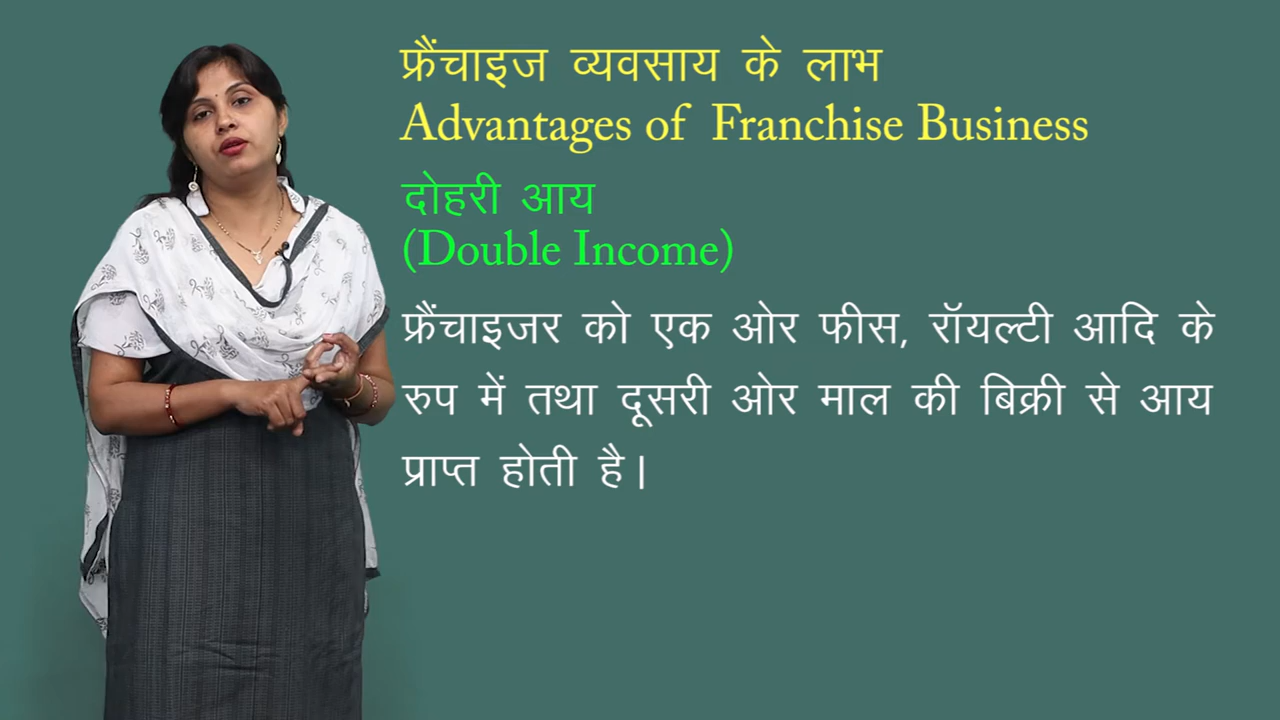 फ्रैंचाइज व्यवसाय के लाभ
Advantages of Franchise Business
दोहरी आय
(Double Income)
फ्रैंचाइजर को एक ओर फीस, रॉयल्टी आदि के
रुप में तथा दूसरी ओर माल की बिक्री से आय
प्राप्त होती है।